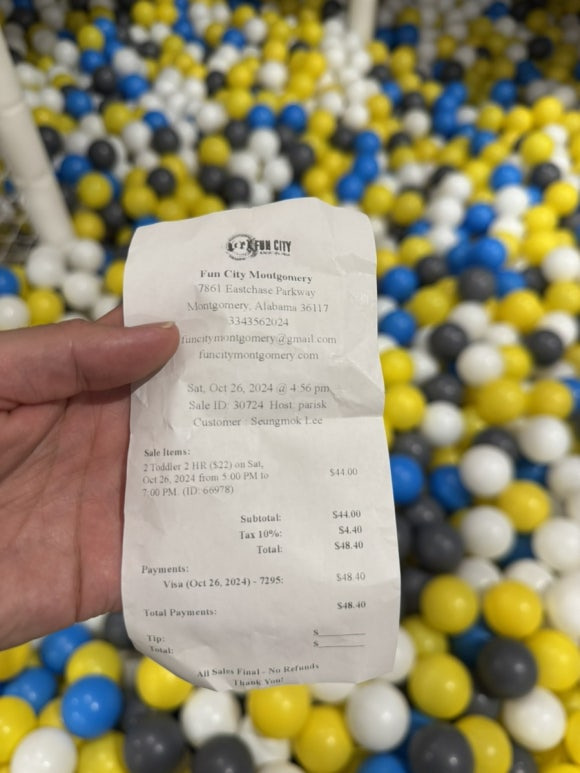 FUN CITY
Fun City Montgomery
7861 Eastchase Parkway
Montgomery, Alabama 36117
3343562024
funcitymontgomery@gmail.com
funcitymontgomery.com
Sat, Oct 26, 2024 @ 4:56 pm
Sale ID: 30724 Host: parisk
Customer : Seungmok Lee
Sale Items:
2 Toddler 2 HR ($22) on Sat,
Oct 26, 2024 from 5:00 PM to $44.00
7:00 PM. (ID: 66978)
Subtotal: $44.00
Tax 10%: $4.40
Total: $48.40
Payments:
Visa (Oct 26, 2024) - 7295: $48.40
Total Payments: $48.40
Tip: $________
Total: $________
All Sales Final - No Refunds
Thank You!